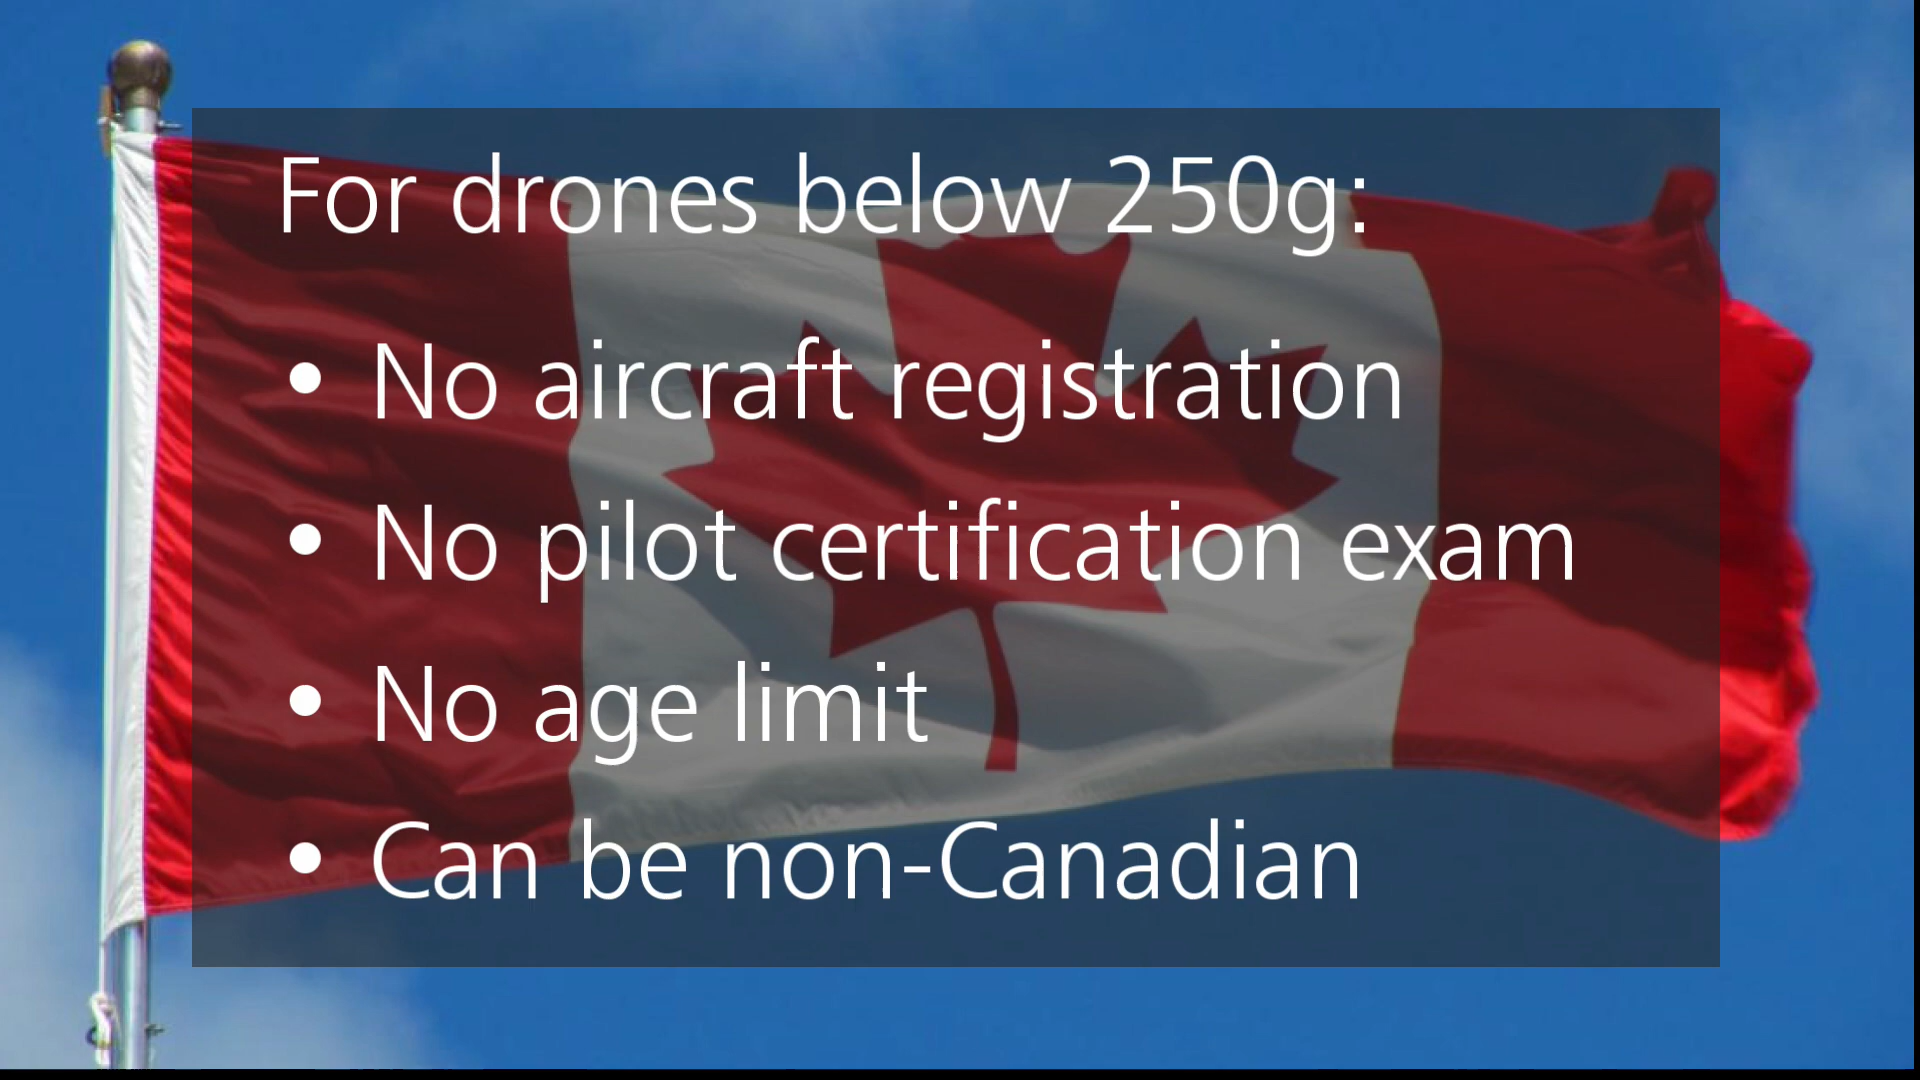 For drones below 250g:
• No aircraft registration
• No pilot certification exam
• No age limit
• Can be non-Canadian